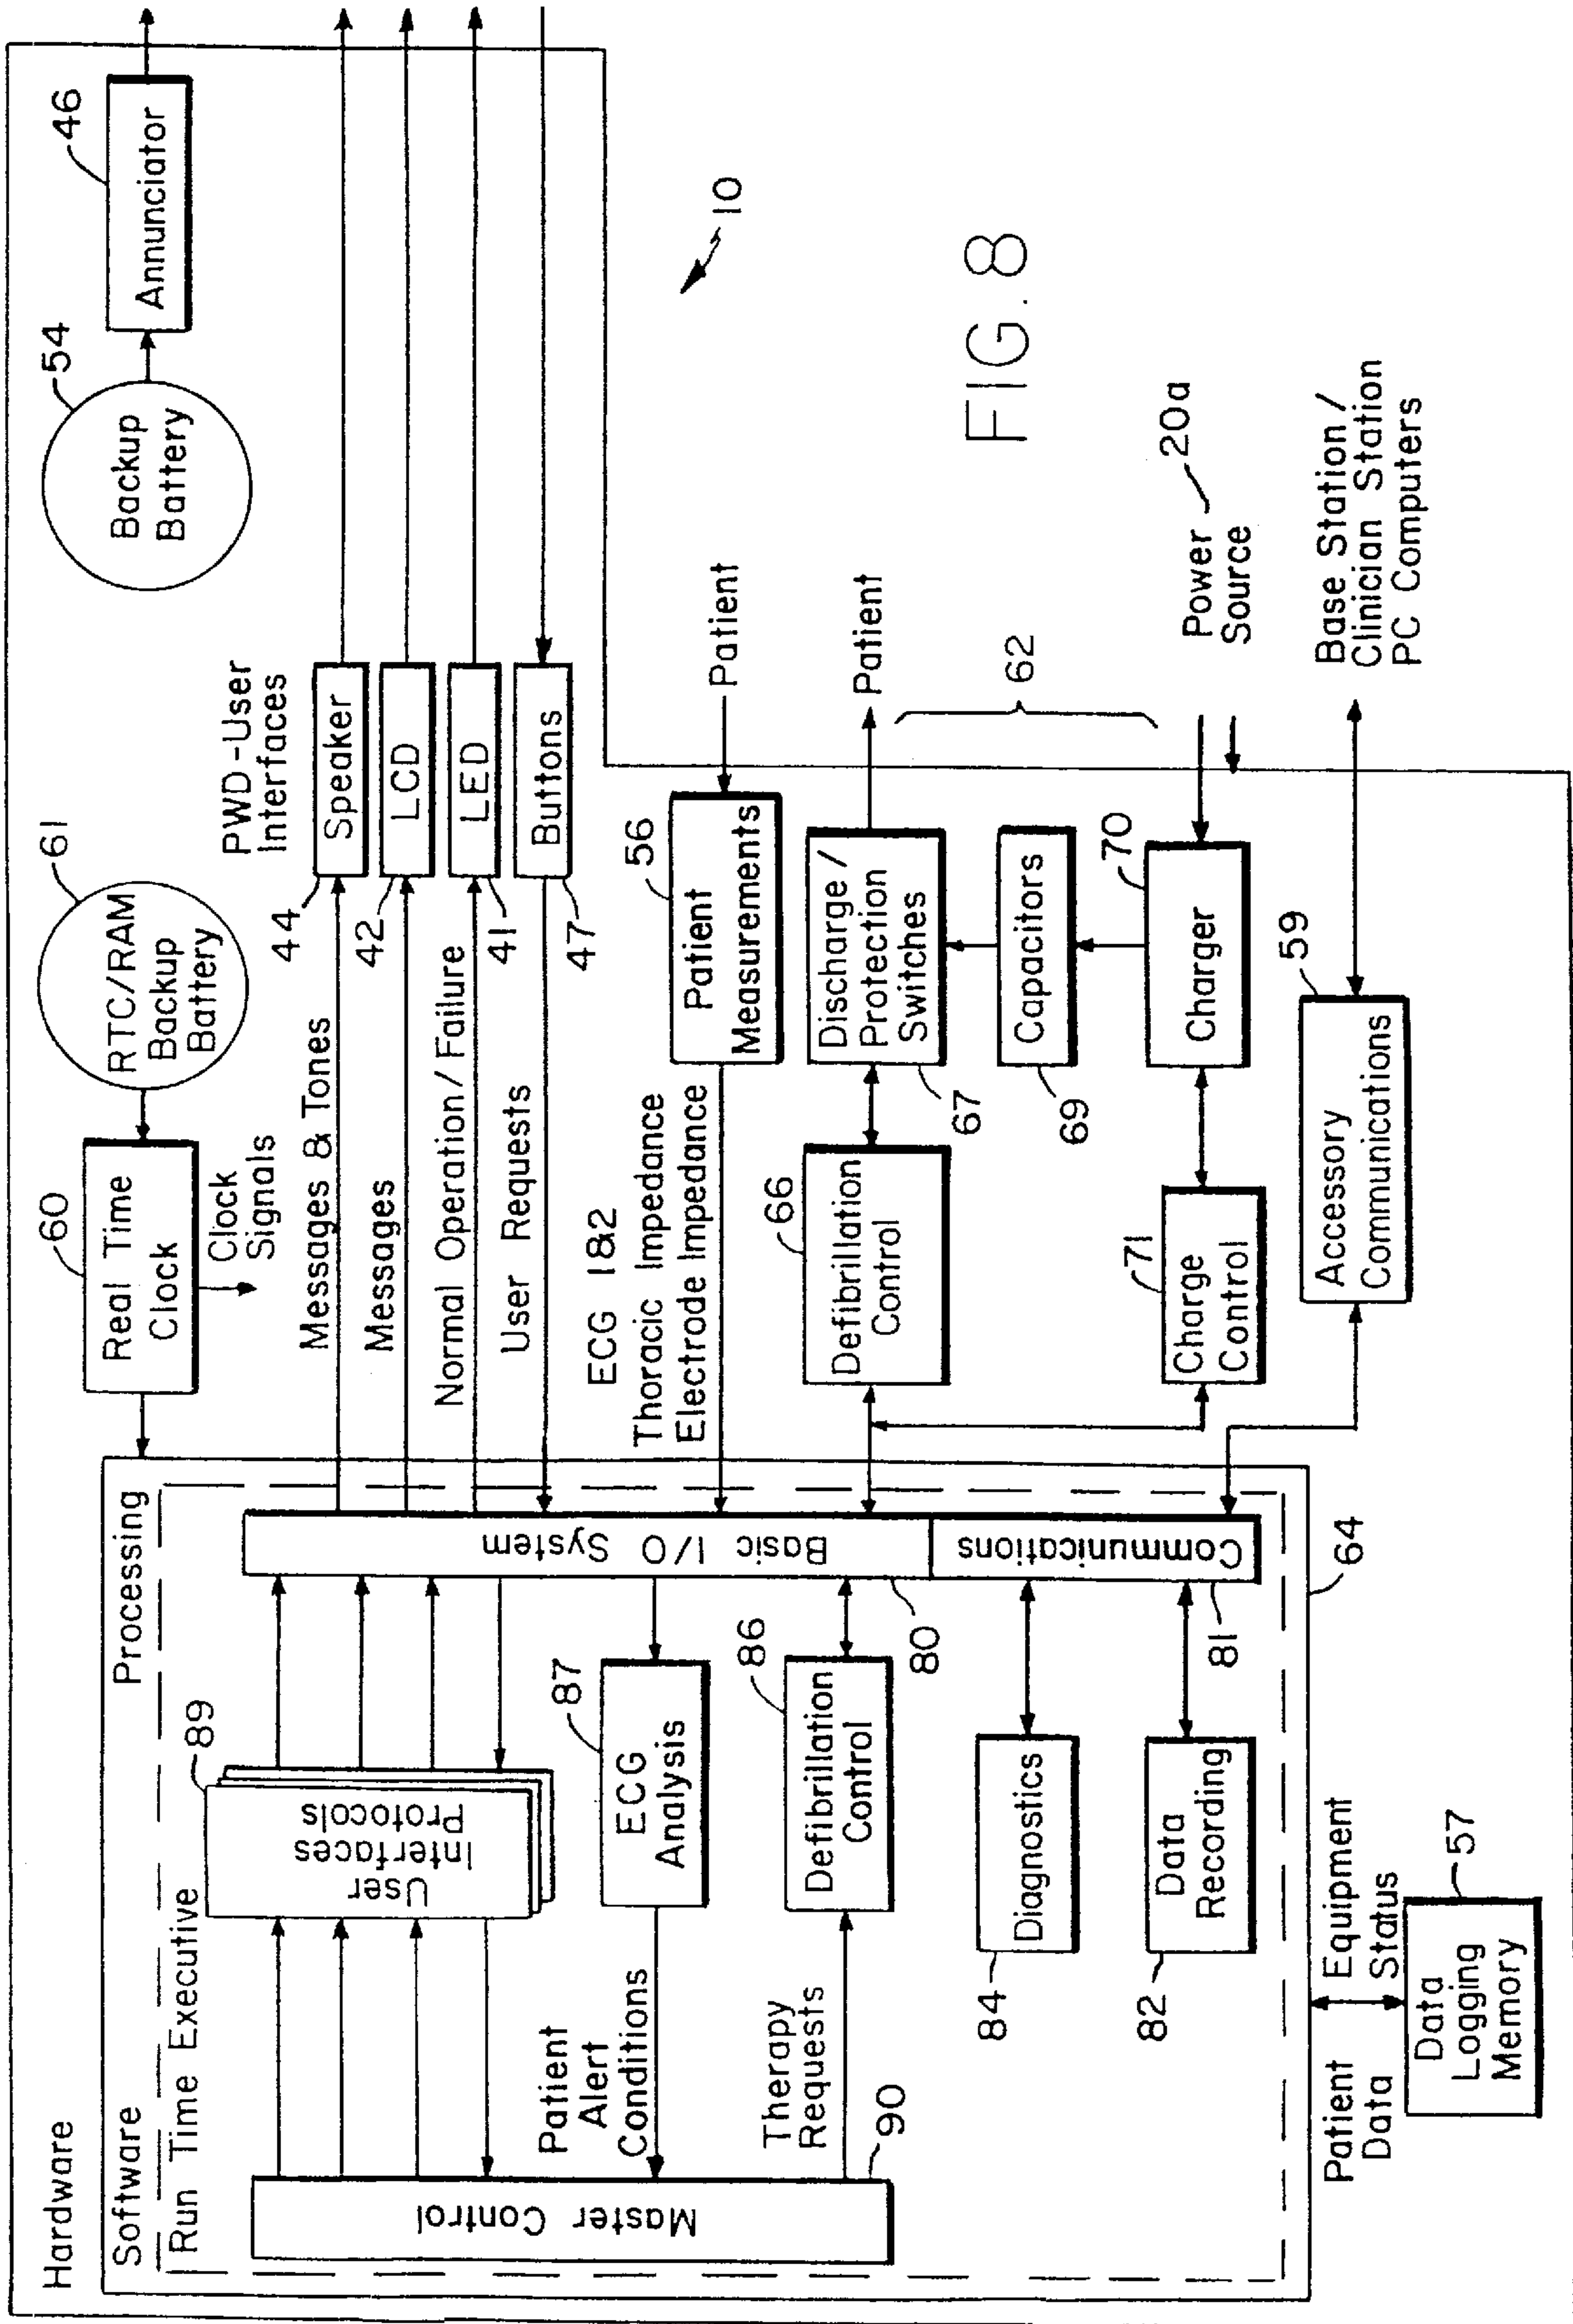 Hardware
Software
Processing
Run Time Executive
Master Control
90
User
Interfaces
Protocols
89
Patient
Alert
Conditions
ECG
Analysis
87
Therapy
Requests
Defibrillation
Control
86
Diagnostics
84
Data
Recording
82
Basic I/O System
80
Communications
81
64
Patient
Data
Equipment
Status
Data
Logging
Memory
57
Real Time
Clock
60
Clock
Signals
RTC/RAM
Backup
Battery
61
Backup
Battery
54
Annunciator
46
PWD-User
Interfaces
Messages & Tones
44
Speaker
Messages
42
LCD
Normal Operation/Failure
41
LED
User Requests
47
Buttons
ECG 1&2
Thoracic Impedance
Electrode Impedance
Patient
Measurements
56
Patient
Defibrillation
Control
66
Discharge/
Protection
Switches
67
Patient
Capacitors
69
62
Charge
Control
71
Charger
70
Power
Source
20a
Accessory
Communications
59
Base Station/
Clinician Station
PC Computers
10
FIG. 8